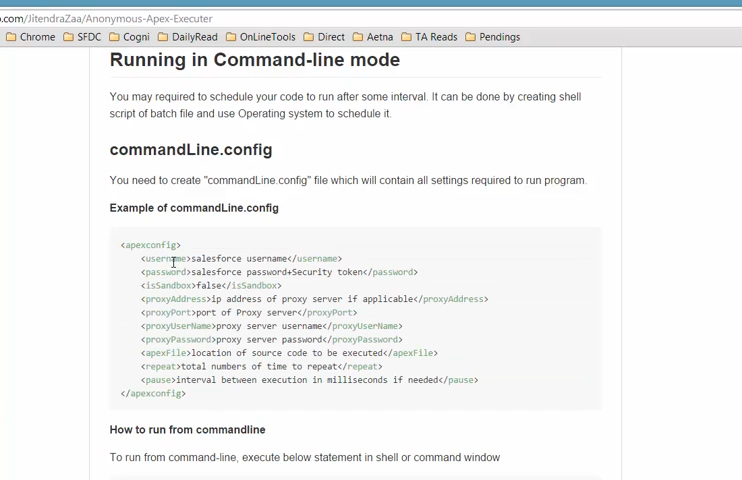 o.com/JitendraZaa/Anonymous-Apex-Executer
Chrome SFDC Cogni DailyRead OnLineTools Direct Aetna TA Reads Pendings
Running in Command-line mode
You may required to schedule your code to run after some interval. It can be done by creating shell
script of batch file and use Operating system to schedule it.
commandLine.config
You need to create "commandLine.config" file which will contain all settings required to run program.
Example of commandLine.config
<apexconfig>
<username>salesforce username</username>
<password>salesforce password+Security token</password>
<isSandbox>false</isSandbox>
<proxyAddress>ip address of proxy server if applicable</proxyAddress>
<proxyPort>port of Proxy server</proxyPort>
<proxyUserName>proxy server username</proxyUserName>
<proxyPassword>proxy server password</proxyPassword>
<apexFile>location of source code to be executed</apexFile>
<repeat>total numbers of time to repeat</repeat>
<pause>interval between execution in milliseconds if needed</pause>
</apexconfig>
How to run from commandline
To run from command-line, execute below statement in shell or command window